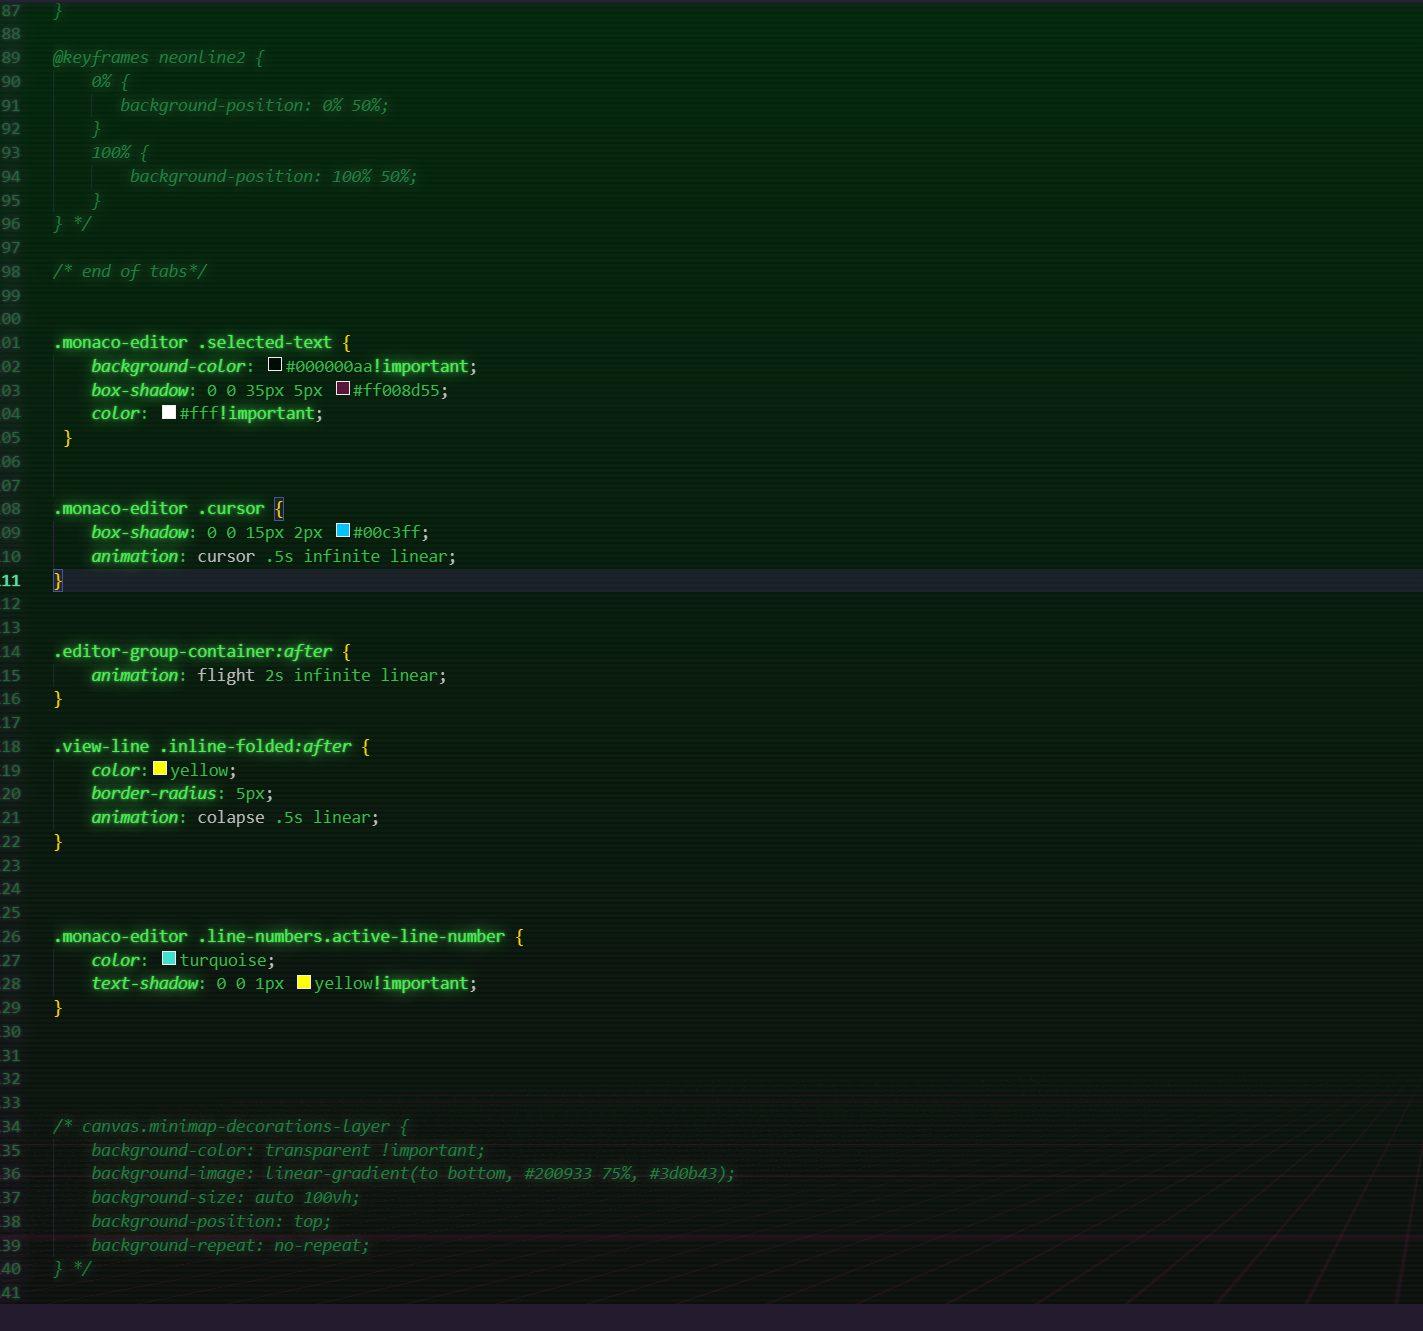 87 }
88
89 @keyframes neonline2 {
90 0% {
91 background-position: 0% 50%;
92 }
93 100% {
94 background-position: 100% 50%;
95 }
96 } */
97
98 /* end of tabs*/
99
00
01 .monaco-editor .selected-text {
02 background-color: #000000aa!important;
03 box-shadow: 0 0 35px 5px #ff008d55;
04 color: #fff!important;
05 }
06
07
08 .monaco-editor .cursor {
09 box-shadow: 0 0 15px 2px #00c3ff;
10 animation: cursor .5s infinite linear;
11 }
12
13
14 .editor-group-container:after {
15 animation: flight 2s infinite linear;
16 }
17
18 .view-line .inline-folded:after {
19 color: yellow;
20 border-radius: 5px;
21 animation: colapse .5s linear;
22 }
23
24
25
26 .monaco-editor .line-numbers.active-line-number {
27 color: turquoise;
28 text-shadow: 0 0 1px yellow!important;
29 }
30
31
32
33
34 /* canvas.minimap-decorations-layer {
35 background-color: transparent !important;
36 background-image: linear-gradient(to bottom, #200933 75%, #3d0b43);
37 background-size: auto 100vh;
38 background-position: top;
39 background-repeat: no-repeat;
40 } */
41